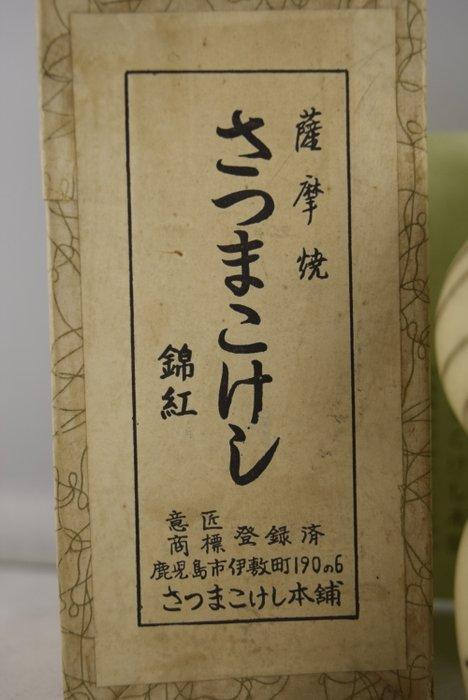 薩摩焼
さつまこけし
錦紅
意匠
商標
登録済
鹿児島市伊敷町190の6
さつまこけし本舗